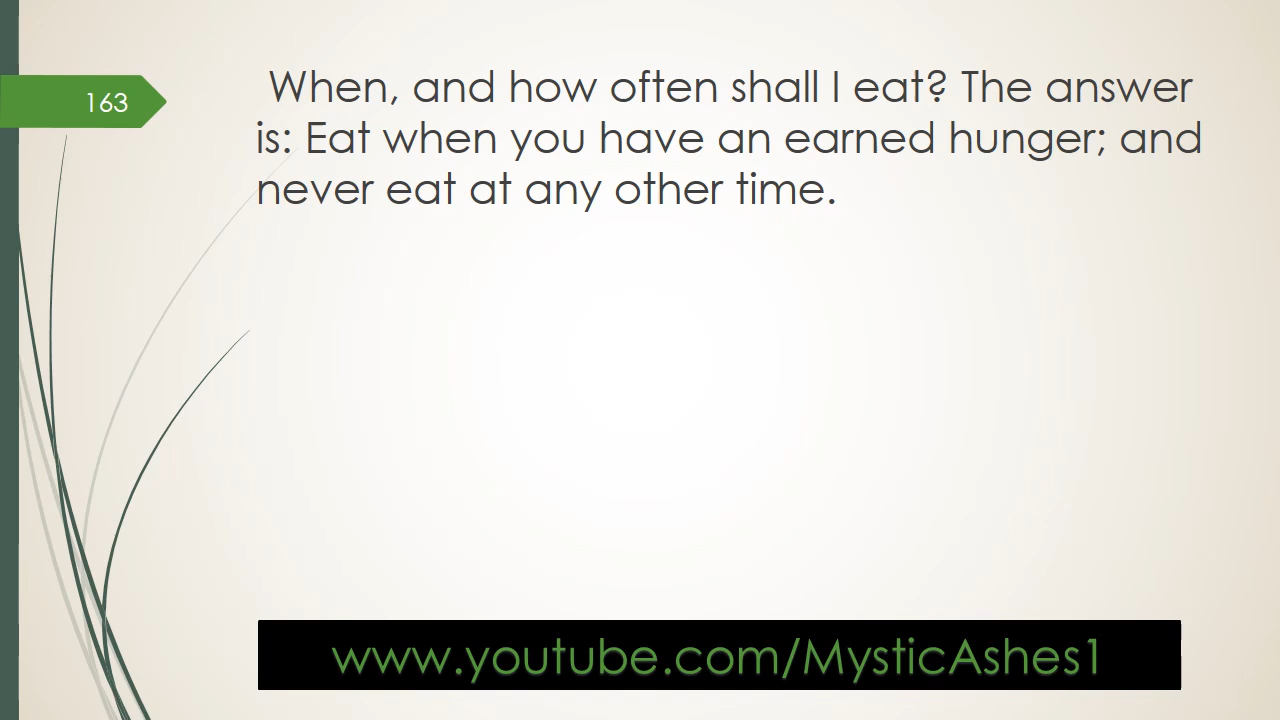 163
When, and how often shall I eat? The answer
is: Eat when you have an earned hunger; and
never eat at any other time.
www.youtube.com/MysticAshes1